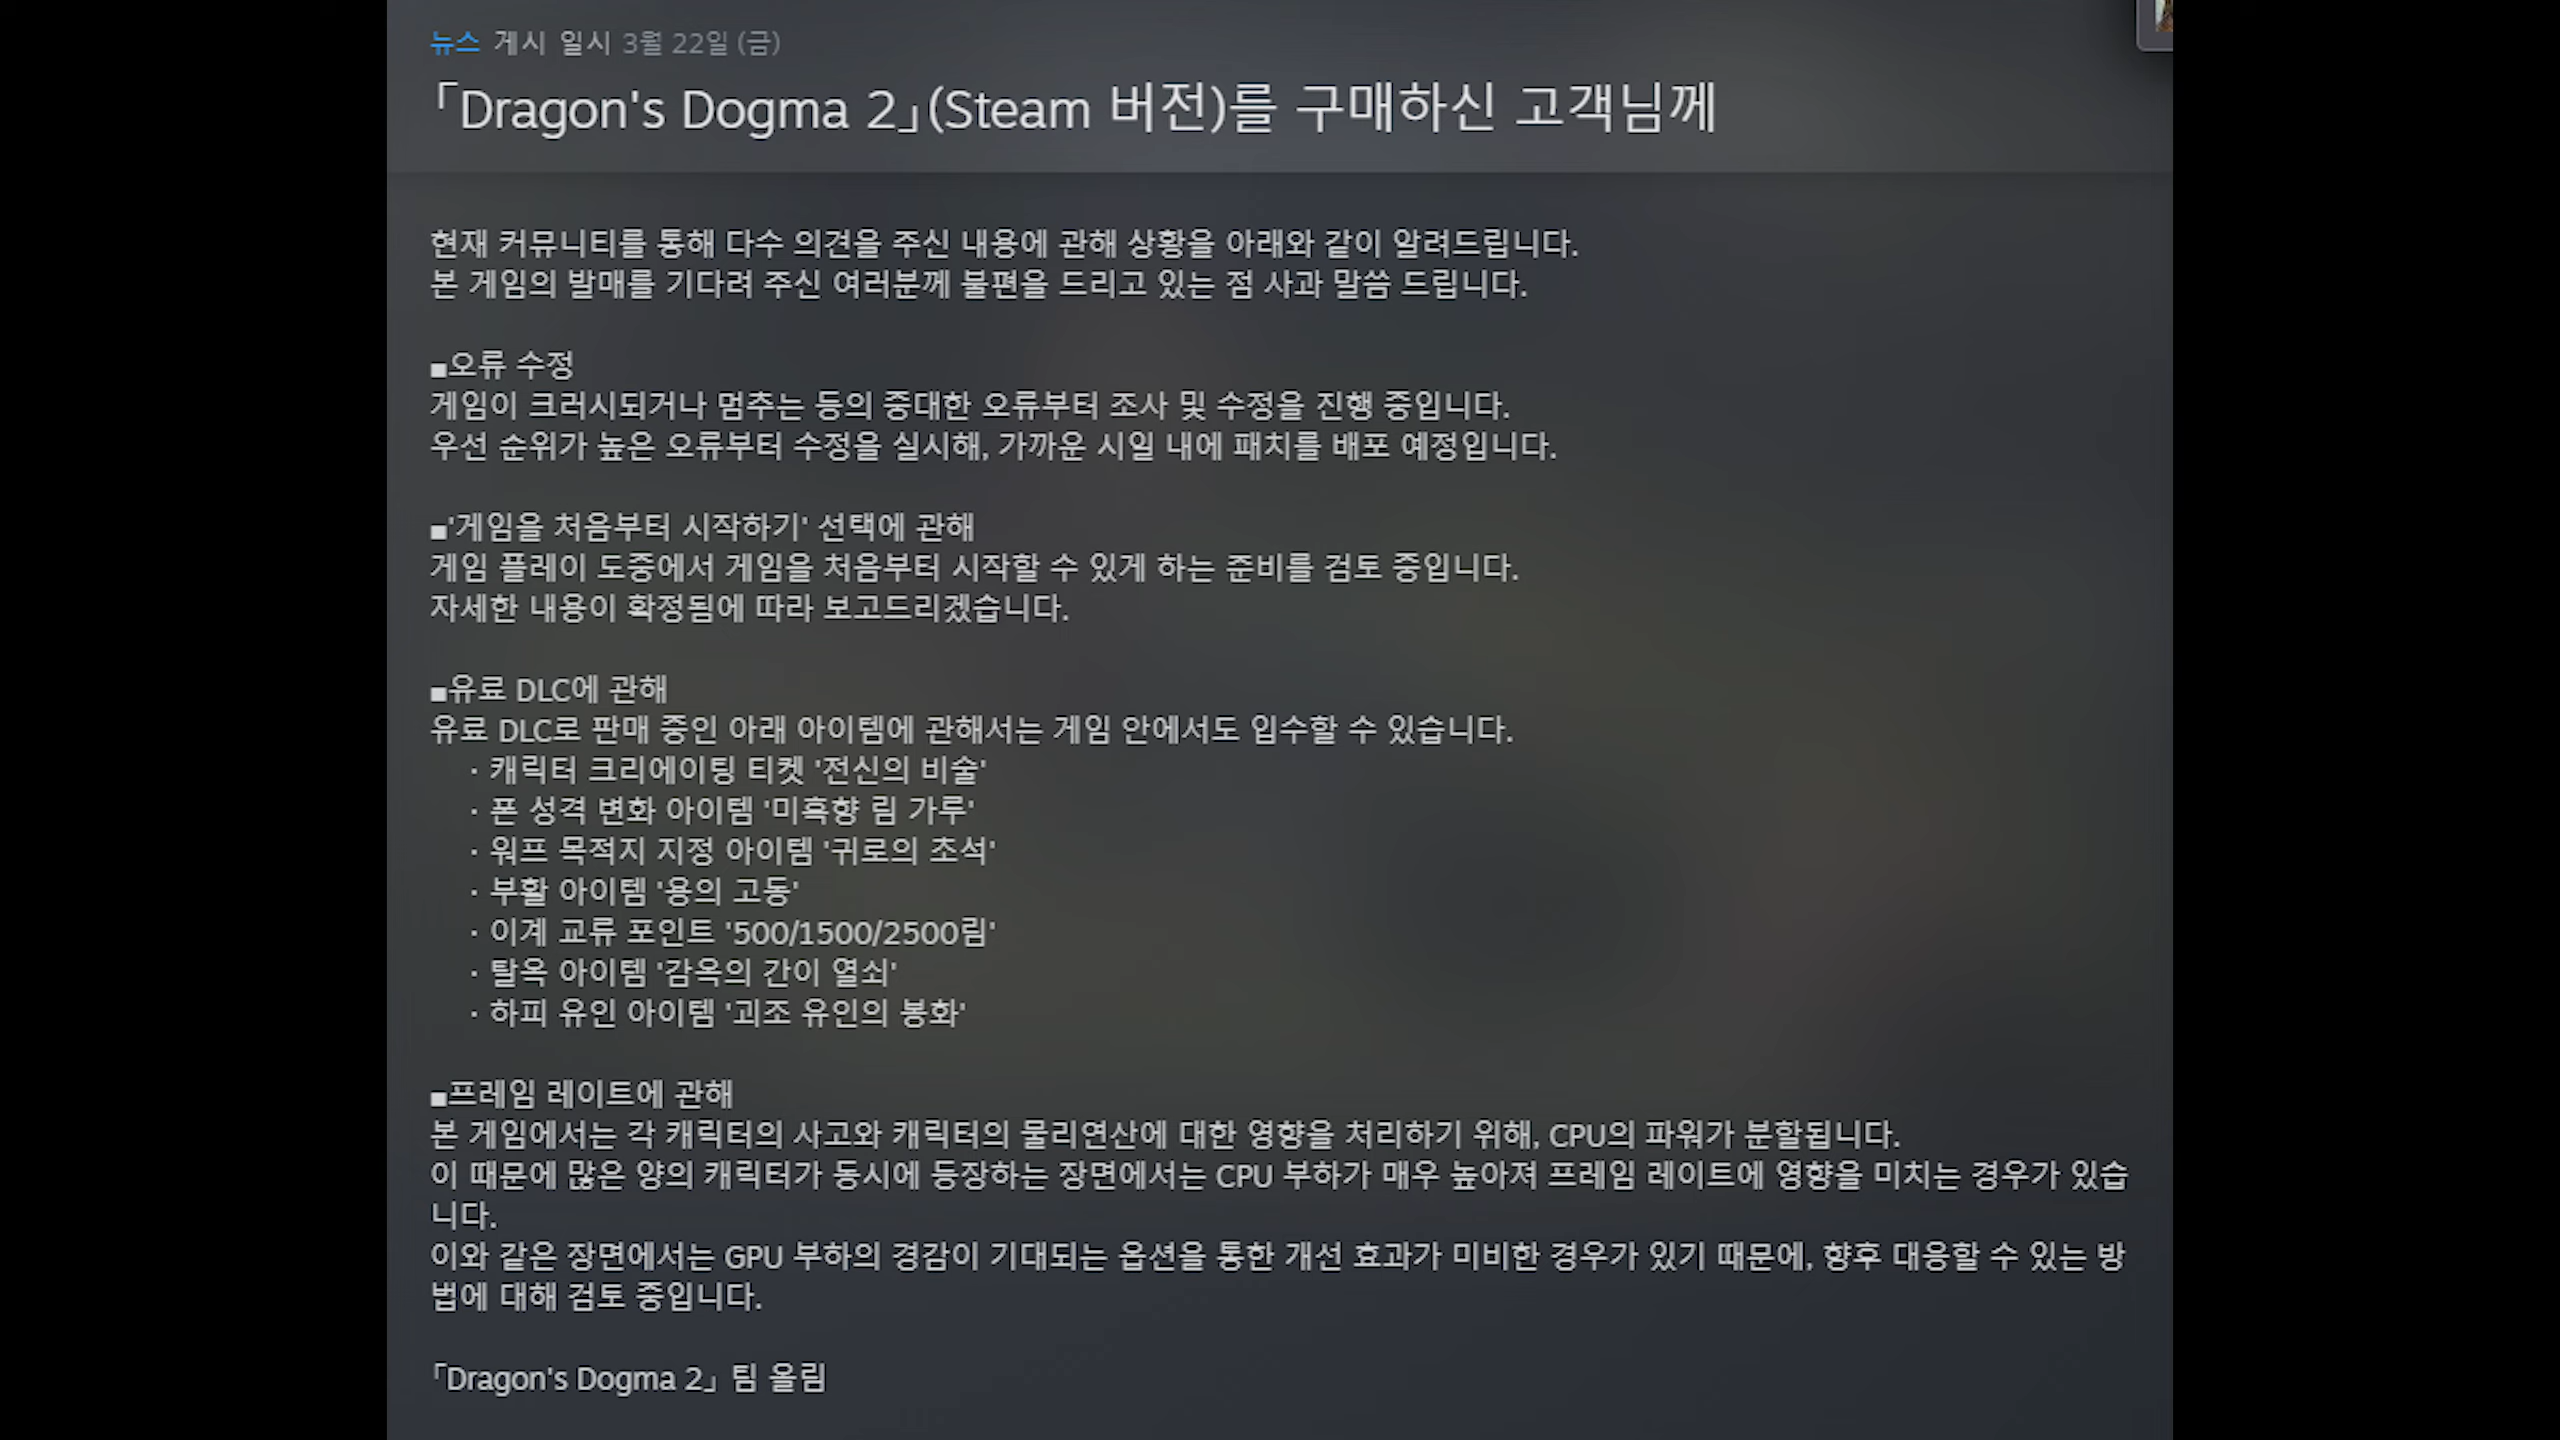 뉴스 게시 일시 3월 22일 (금)
「Dragon's Dogma 2」(Steam 버전)를 구매하신 고객님께
현재 커뮤니티를 통해 다수 의견을 주신 내용에 관해 상황을 아래와 같이 알려드립니다.
본 게임의 발매를 기다려 주신 여러분께 불편을 드리고 있는 점 사과 말씀 드립니다.
■오류 수정
게임이 크러시되거나 멈추는 등의 중대한 오류부터 조사 및 수정을 진행 중입니다.
우선 순위가 높은 오류부터 수정을 실시해, 가까운 시일 내에 패치를 배포 예정입니다.
■'게임을 처음부터 시작하기' 선택에 관해
게임 플레이 도중에서 게임을 처음부터 시작할 수 있게 하는 준비를 검토 중입니다.
자세한 내용이 확정됨에 따라 보고드리겠습니다.
■유료 DLC에 관해
유료 DLC로 판매 중인 아래 아이템에 관해서는 게임 안에서도 입수할 수 있습니다.
・캐릭터 크리에이팅 티켓 '전신의 비술'
・폰 성격 변화 아이템 '미혹향 림 가루'
・워프 목적지 지정 아이템 '귀로의 초석'
・부활 아이템 '용의 고동'
・이계 교류 포인트 '500/1500/2500림'
・탈옥 아이템 '감옥의 간이 열쇠'
・하피 유인 아이템 '괴조 유인의 봉화'
■프레임 레이트에 관해
본 게임에서는 각 캐릭터의 사고와 캐릭터의 물리연산에 대한 영향을 처리하기 위해, CPU의 파워가 분할됩니다.
이 때문에 많은 양의 캐릭터가 동시에 등장하는 장면에서는 CPU 부하가 매우 높아져 프레임 레이트에 영향을 미치는 경우가 있습
니다.
이와 같은 장면에서는 GPU 부하의 경감이 기대되는 옵션을 통한 개선 효과가 미비한 경우가 있기 때문에, 향후 대응할 수 있는 방
법에 대해 검토 중입니다.
「Dragon's Dogma 2」 팀 올림